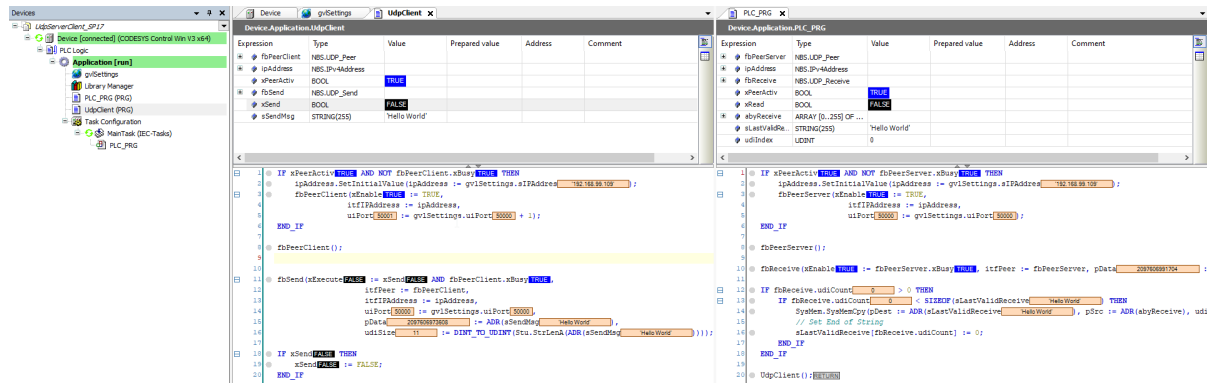 Devices
UdpServerClient_SP17
Device [connected] (CODESYS Control Win V3 x64)
PLC Logic
Application [run]
gvlSettings
Library Manager
PLC_PRG (PRG)
UdpClient (PRG)
Task Configuration
MainTask (IEC-Tasks)
PLC_PRG
Device gvlSettings UdpClient
Device.Application.UdpClient
Expression Type Value Prepared value Address Comment
fbPeerClient NBS.UDP_Peer
ipAddress NBS.IPv4Address
xPeerActiv BOOL TRUE
fbSend NBS.UDP_Send
xSend BOOL FALSE
sSendMsg STRING(255) 'Hello World'
1 IF xPeerActiv TRUE AND NOT fbPeerClient.xBusy TRUE THEN
2 ipAddress.SetInitialValue(ipAddress := gvlSettings.sIPAddres '192.168.99.109' );
3 fbPeerClient(xEnable TRUE := TRUE,
4 itfIPAddress := ipAddress,
5 uiPort 50001 := gvlSettings.uiPort 50000 + 1);
6 END_IF
7
8 fbPeerClient();
9
10
11 fbSend(xExecute FALSE := xSend FALSE AND fbPeerClient.xBusy TRUE,
12 itfPeer := fbPeerClient,
13 itfIPAddress := ipAddress,
14 uiPort 50000 := gvlSettings.uiPort 50000,
15 pData 2097606973608 := ADR(sSendMsg 'Hello World' ),
16 udiSize 11 := DINT_TO_UDINT(Stu.StrLenA(ADR(sSendMsg 'Hello World' ))));
17
18 IF xSend FALSE THEN
19 xSend FALSE := FALSE;
20 END_IF
PLC_PRG
Device.Application.PLC_PRG
Expression Type Value Prepared value Address Comment
fbPeerServer NBS.UDP_Peer
ipAddress NBS.IPv4Address
fbReceive NBS.UDP_Receive
xPeerActiv BOOL TRUE
xRead BOOL FALSE
abyReceive ARRAY [0..255] OF ...
sLastValidRe... STRING(255) 'Hello World'
udiIndex UDINT 0
1 IF xPeerActiv TRUE AND NOT fbPeerServer.xBusy TRUE THEN
2 ipAddress.SetInitialValue(ipAddress := gvlSettings.sIPAddres '192.168.99.109' );
3 fbPeerServer(xEnable TRUE := TRUE,
4 itfIPAddress := ipAddress,
5 uiPort 50000 := gvlSettings.uiPort 50000 );
6 END_IF
7
8 fbPeerServer();
9
10 fbReceive(xEnable TRUE := fbPeerServer.xBusy TRUE, itfPeer := fbPeerServer, pData 2097606991704 :
11
12 IF fbReceive.udiCount 0 > 0 THEN
13 IF fbReceive.udiCount 0 < SIZEOF(sLastValidReceive 'Hello World' ) THEN
14 SysMem.SysMemCpy(pDest := ADR(sLastValidReceive 'Hello World' ), pSrc := ADR(abyReceive), udi
15 // Set End of String
16 sLastValidReceive[fbReceive.udiCount] := 0;
17 END_IF
18 END_IF
19
20 UdpClient(); RETURN